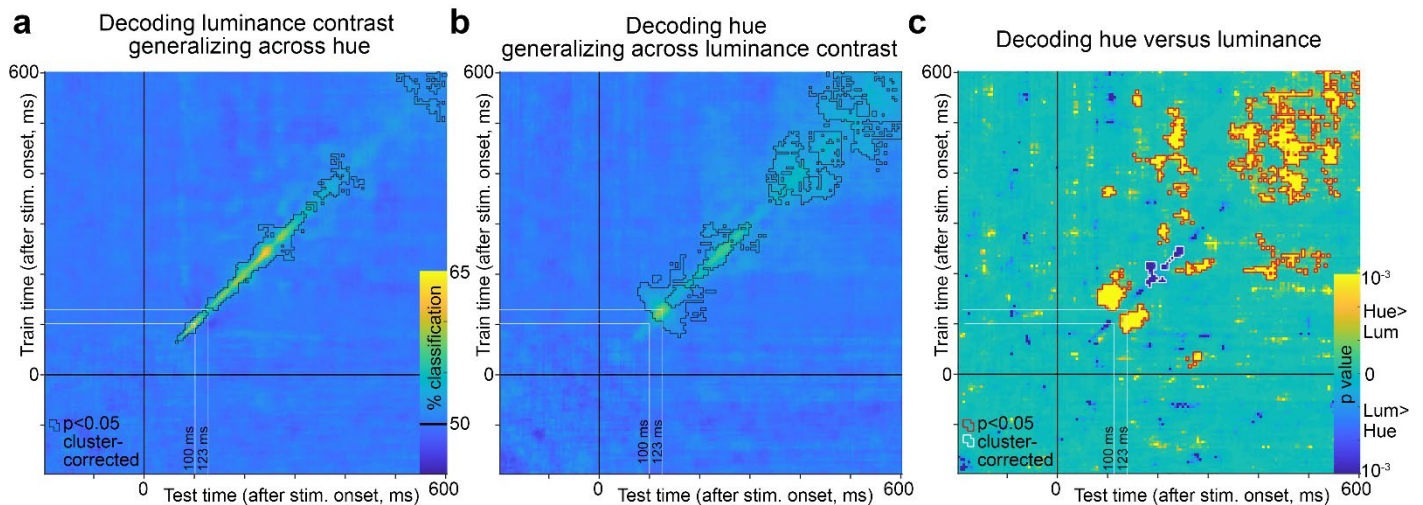 a
Decoding luminance contrast
generalizing across hue
600
Train time (after stim. onset, ms)
0
p<0.05
cluster-
corrected
100 ms
123 ms
65
% classification
50
0
600
Test time (after stim. onset, ms)
b
Decoding hue
generalizing across luminance contrast
600
Train time (after stim. onset, ms)
0
100 ms
123 ms
0
600
Test time (after stim. onset, ms)
c
Decoding hue versus luminance
600
Train time (after stim. onset, ms)
0
p<0.05
cluster-
corrected
100 ms
123 ms
10-3
Hue>
Lum
p value
0
Lum>
Hue
10-3
0
600
Test time (after stim. onset, ms)